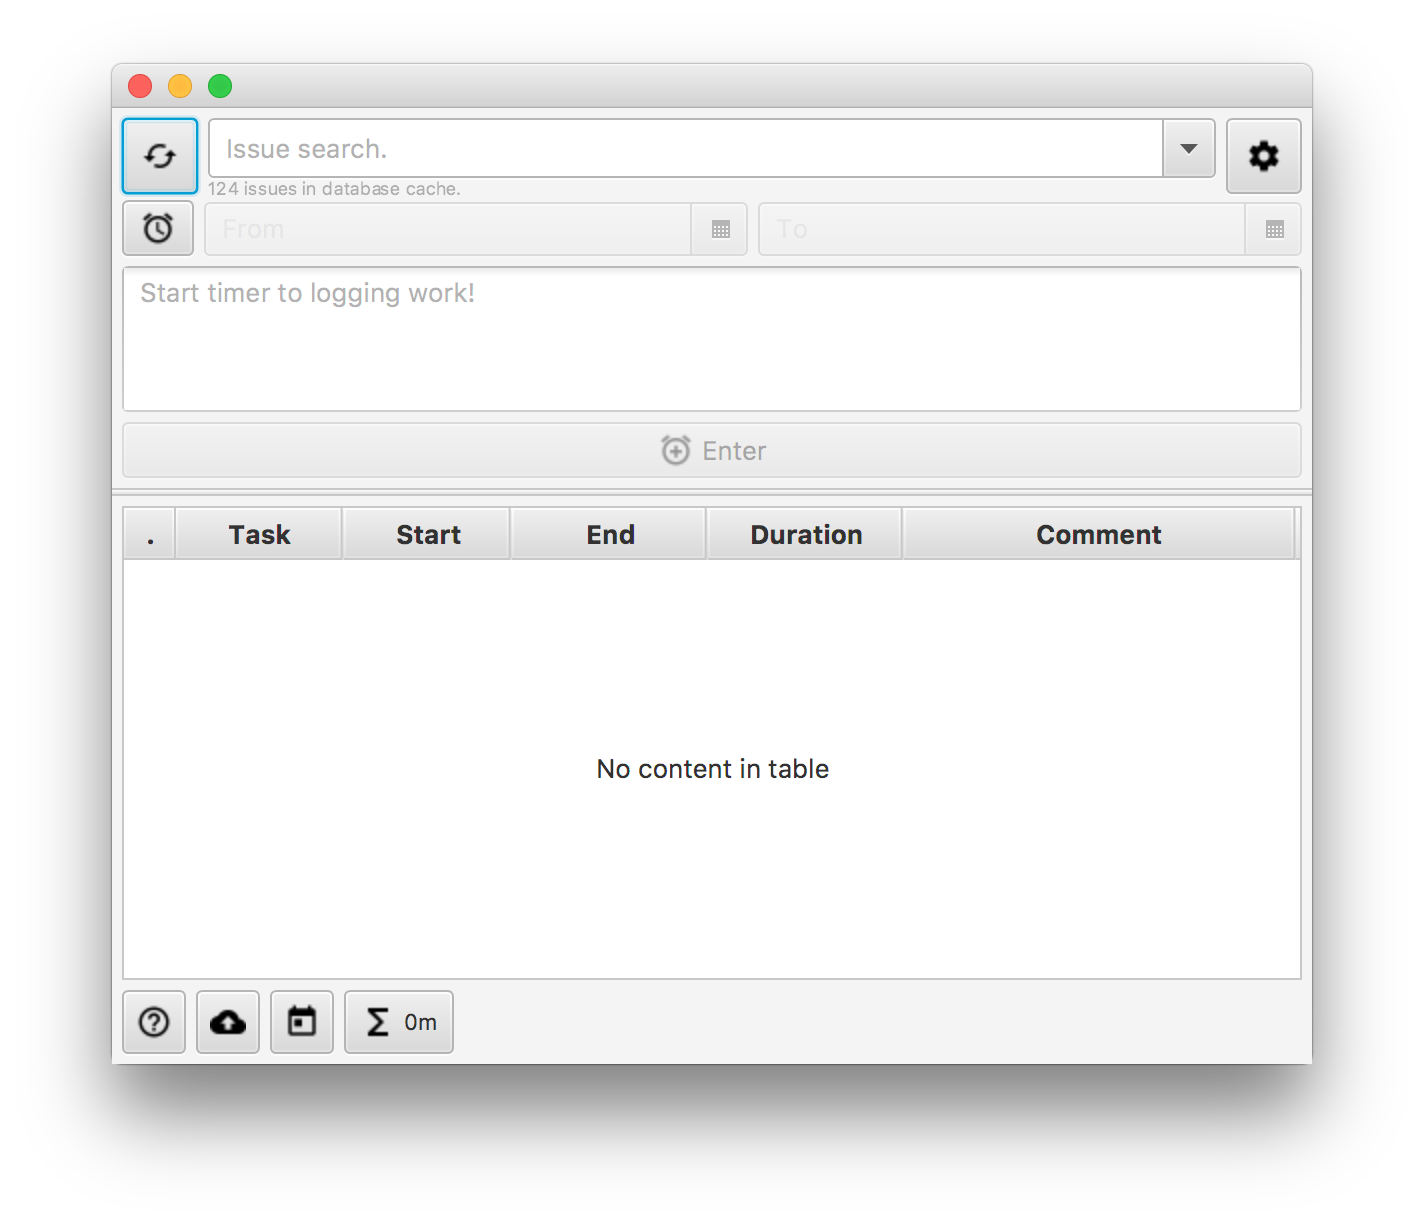 Issue search.
124 issues in database cache.
From To
Start timer to logging work!
Enter
. Task Start End Duration Comment
No content in table
Σ 0m